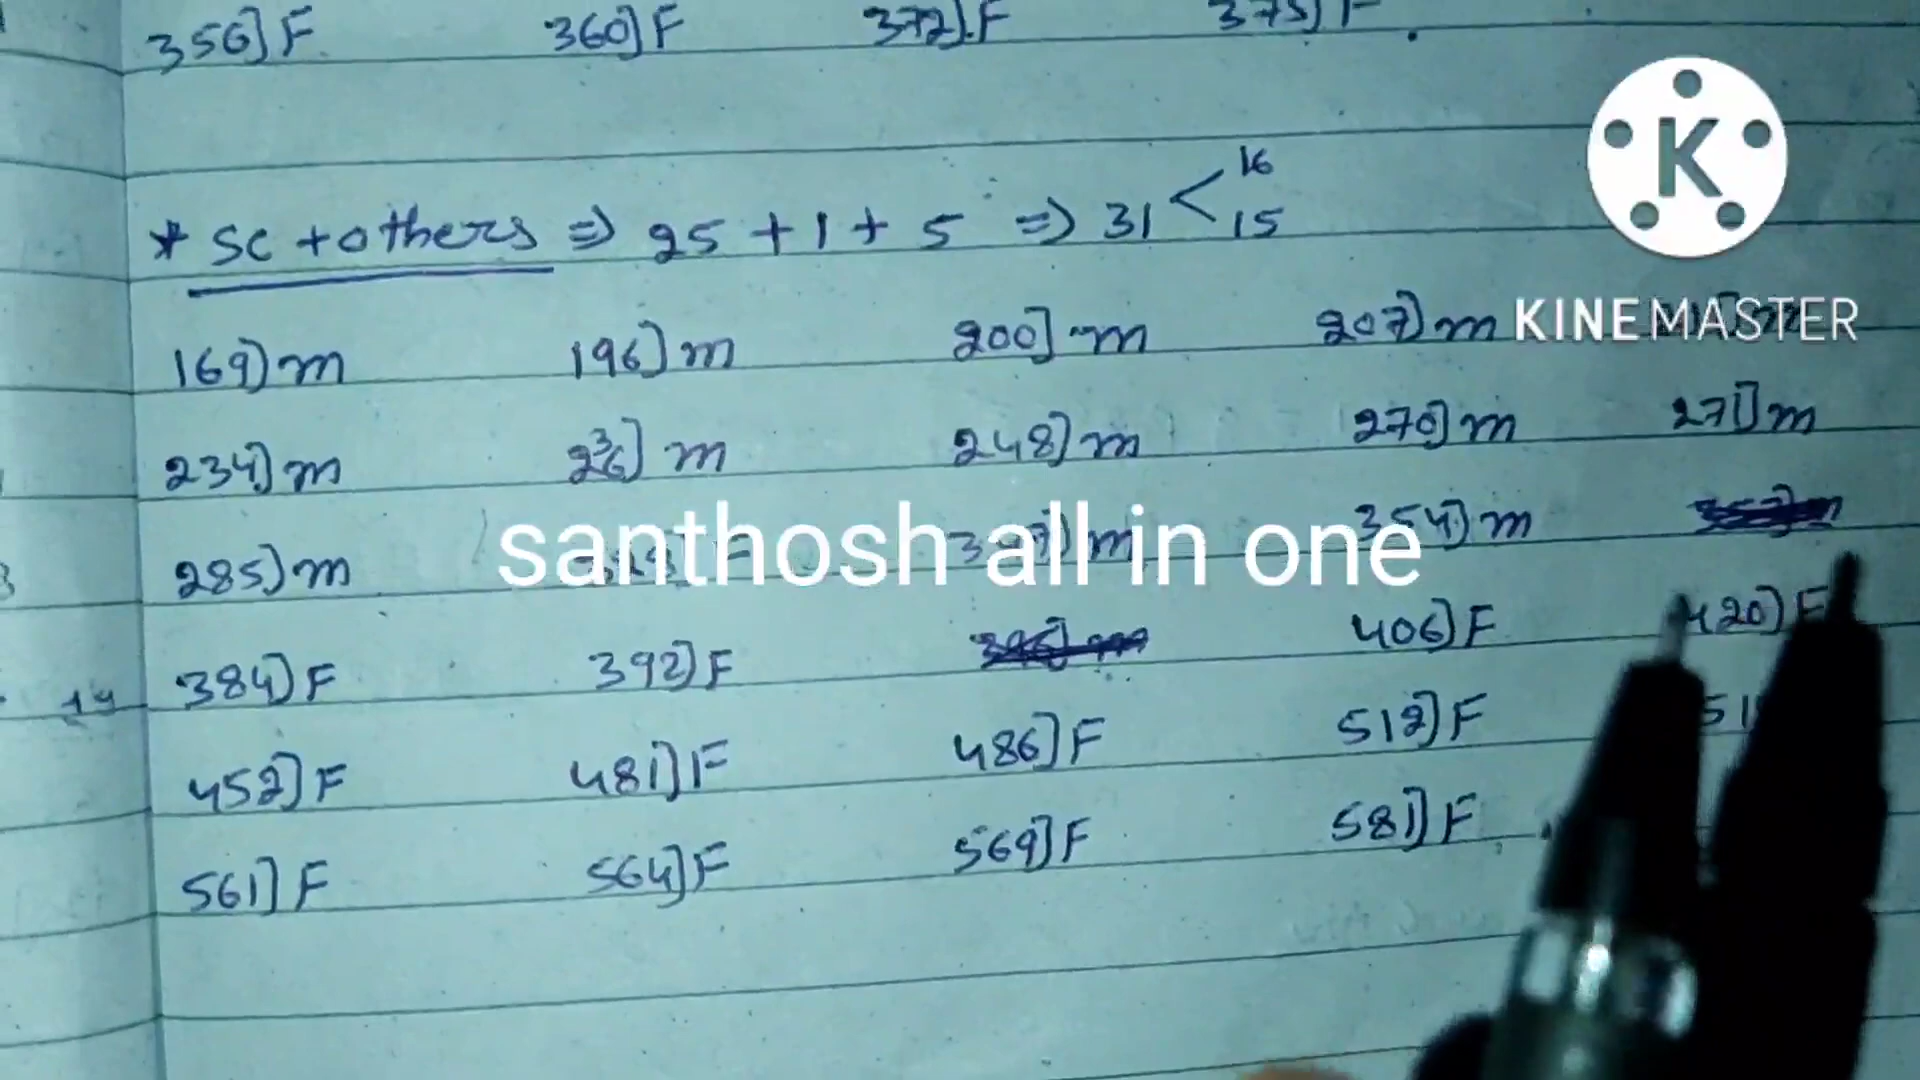 356] F 360] F 372] F 375] F
* SC + others => 25 + 1 + 5 => 31 < 16 15
K
KINEMASTER
169) m 196) m 200] m 207) m
234) m 236) m 248) m 270) m 271] m
santhosh all in one
285) m 354) m
384) F 392) F 406) F 420) F
452) F 481) F 486) F 512) F
561] F 564] F 569] F 581] F
19